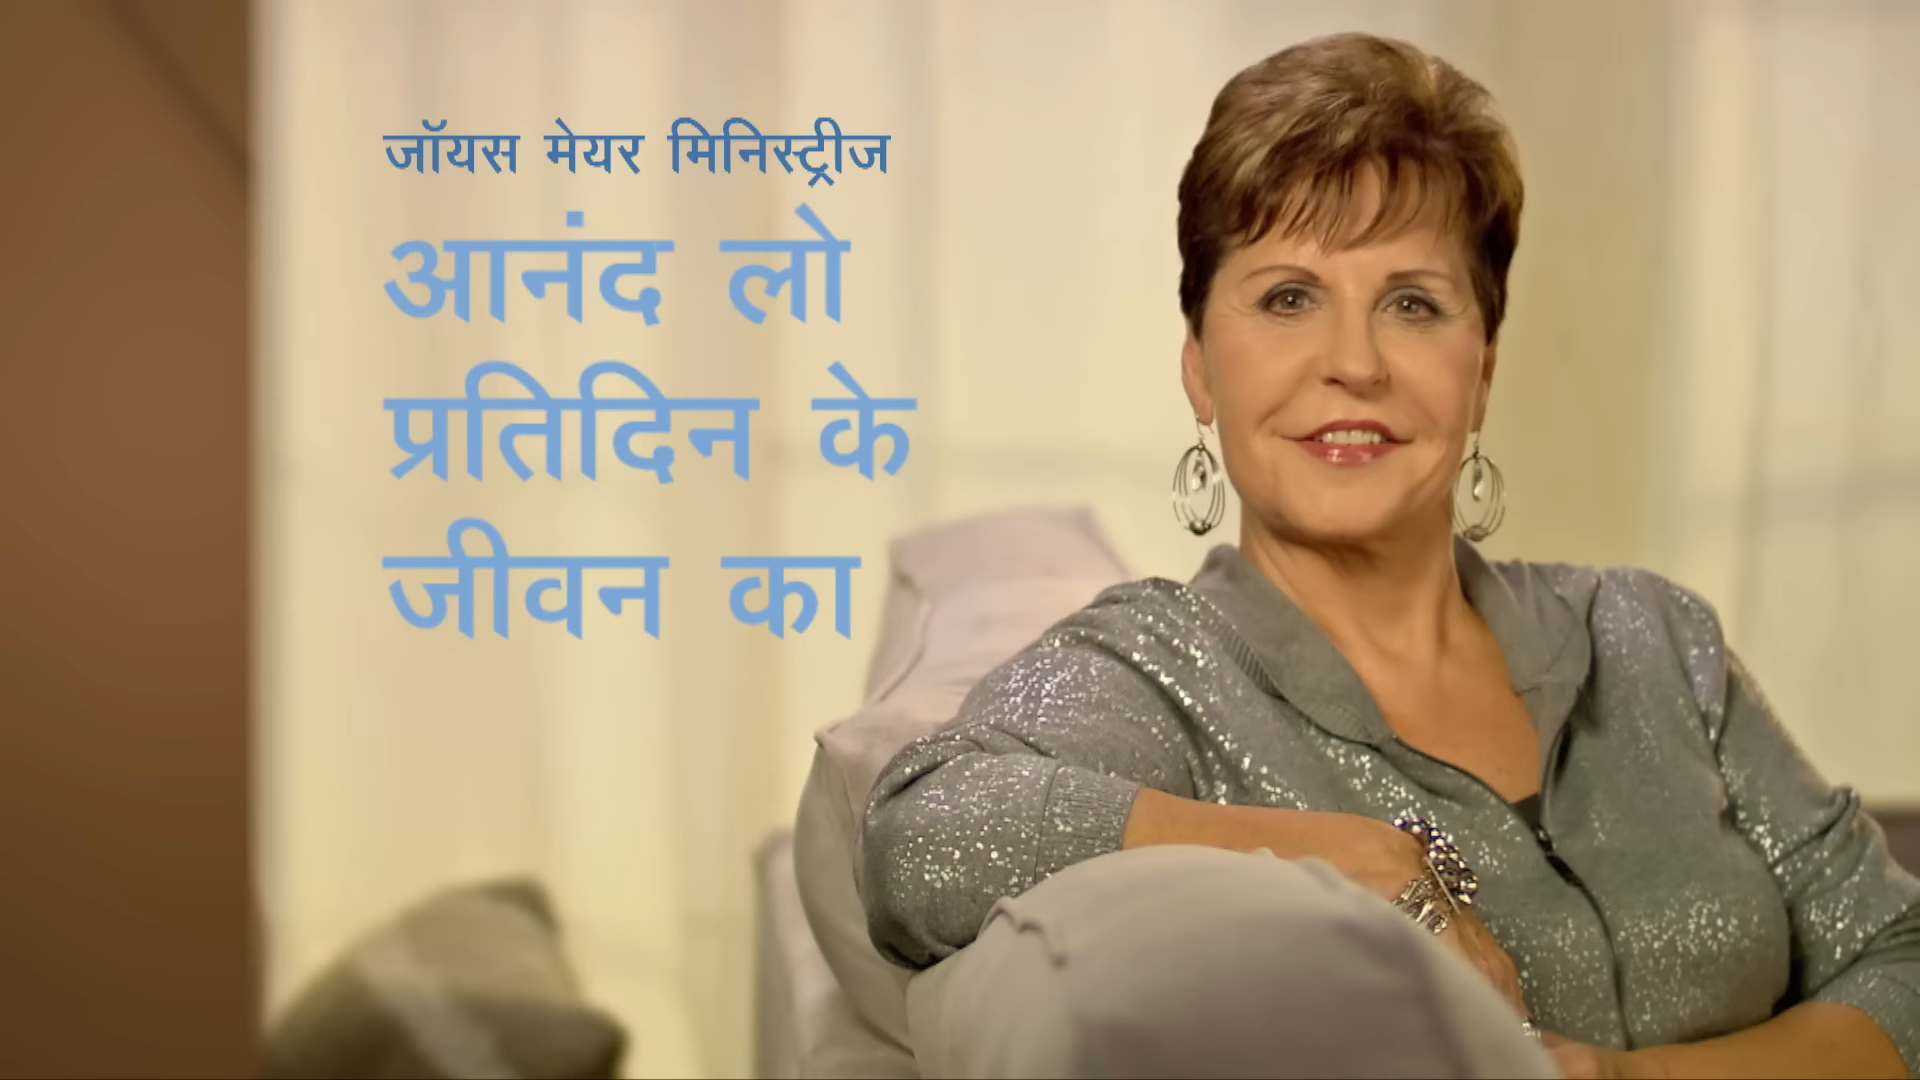 जॉयस मेयर मिनिस्ट्रीज
आनंद लो
प्रतिदिन के
जीवन का